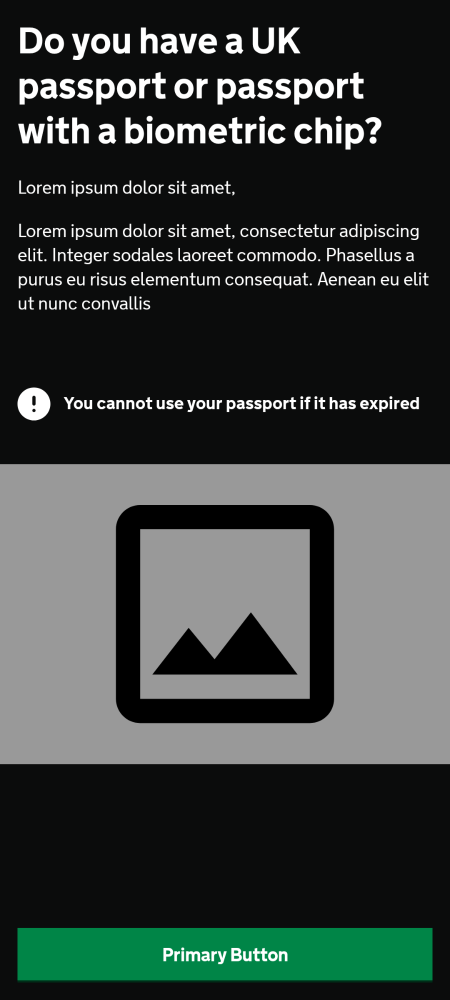 Do you have a UK
passport or passport
with a biometric chip?
Lorem ipsum dolor sit amet,
Lorem ipsum dolor sit amet, consectetur adipiscing
elit. Integer sodales laoreet commodo. Phasellus a
purus eu risus elementum consequat. Aenean eu elit
ut nunc convallis
You cannot use your passport if it has expired
Primary Button